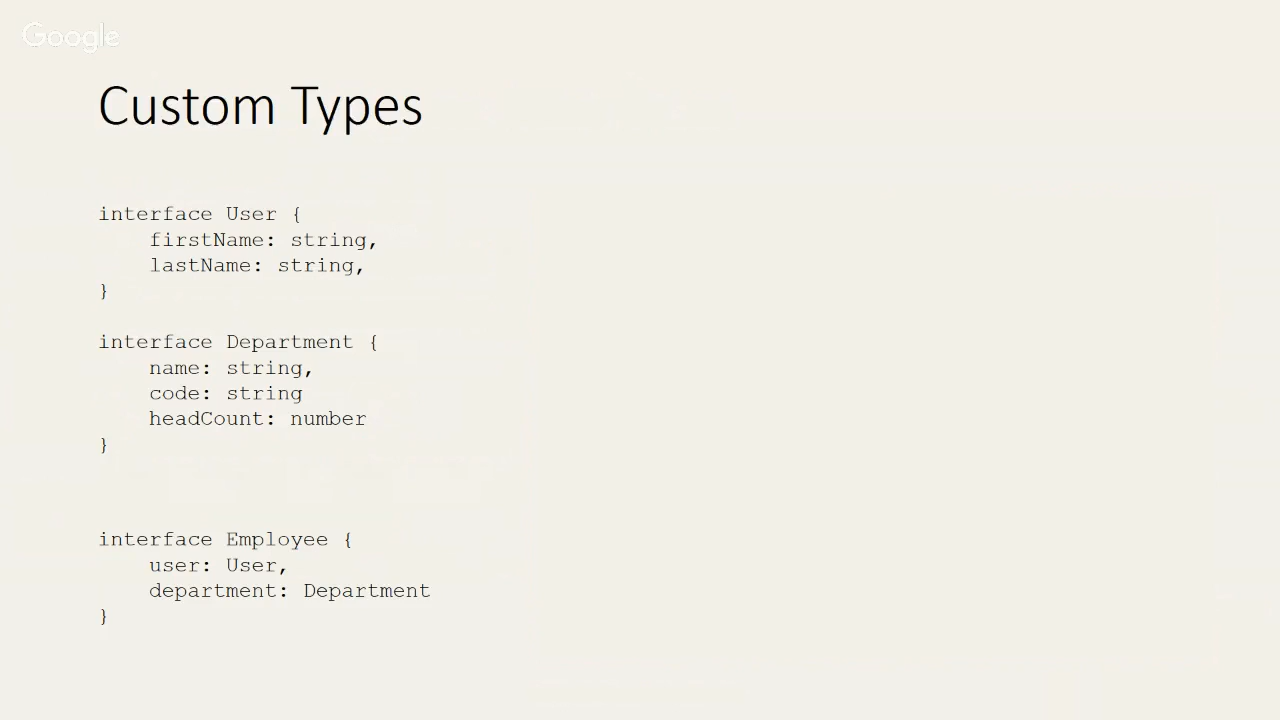 Google
Custom Types
interface User {
    firstName: string,
    lastName: string,
}
interface Department {
    name: string,
    code: string
    headCount: number
}
interface Employee {
    user: User,
    department: Department
}